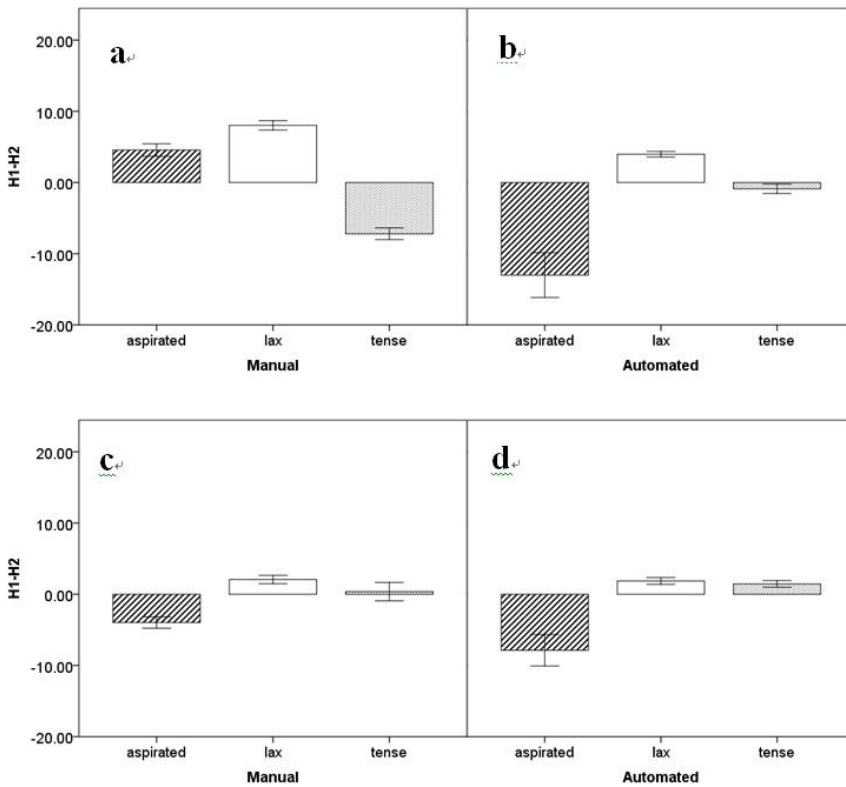 20.00
10.00
0.00
-10.00
-20.00
H1-H2
a↵
b↵
aspirated lax tense aspirated lax tense
Manual Automated
20.00
10.00
0.00
-10.00
-20.00
H1-H2
c↵
d↵
aspirated lax tense aspirated lax tense
Manual Automated